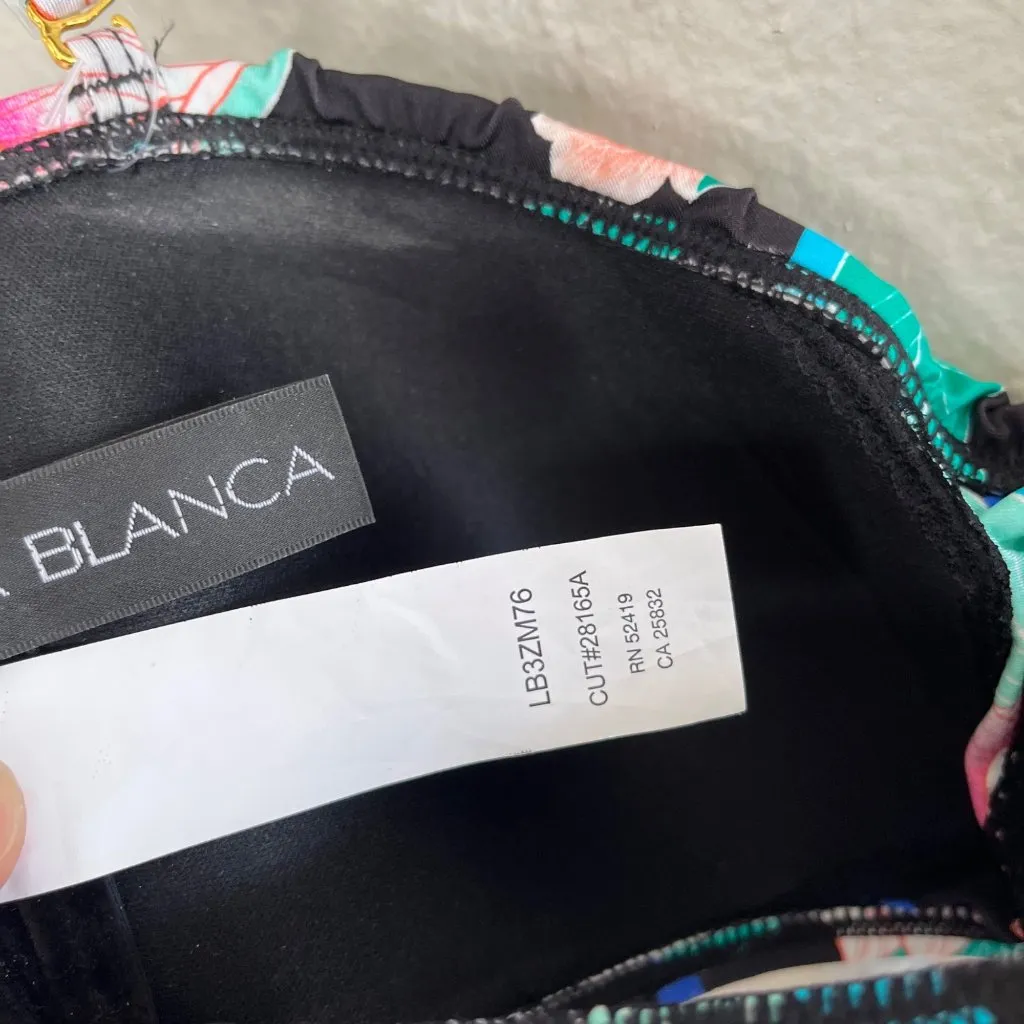 BLANCA
LB3ZM76
CUT#28165A
RN 52419
CA 25832